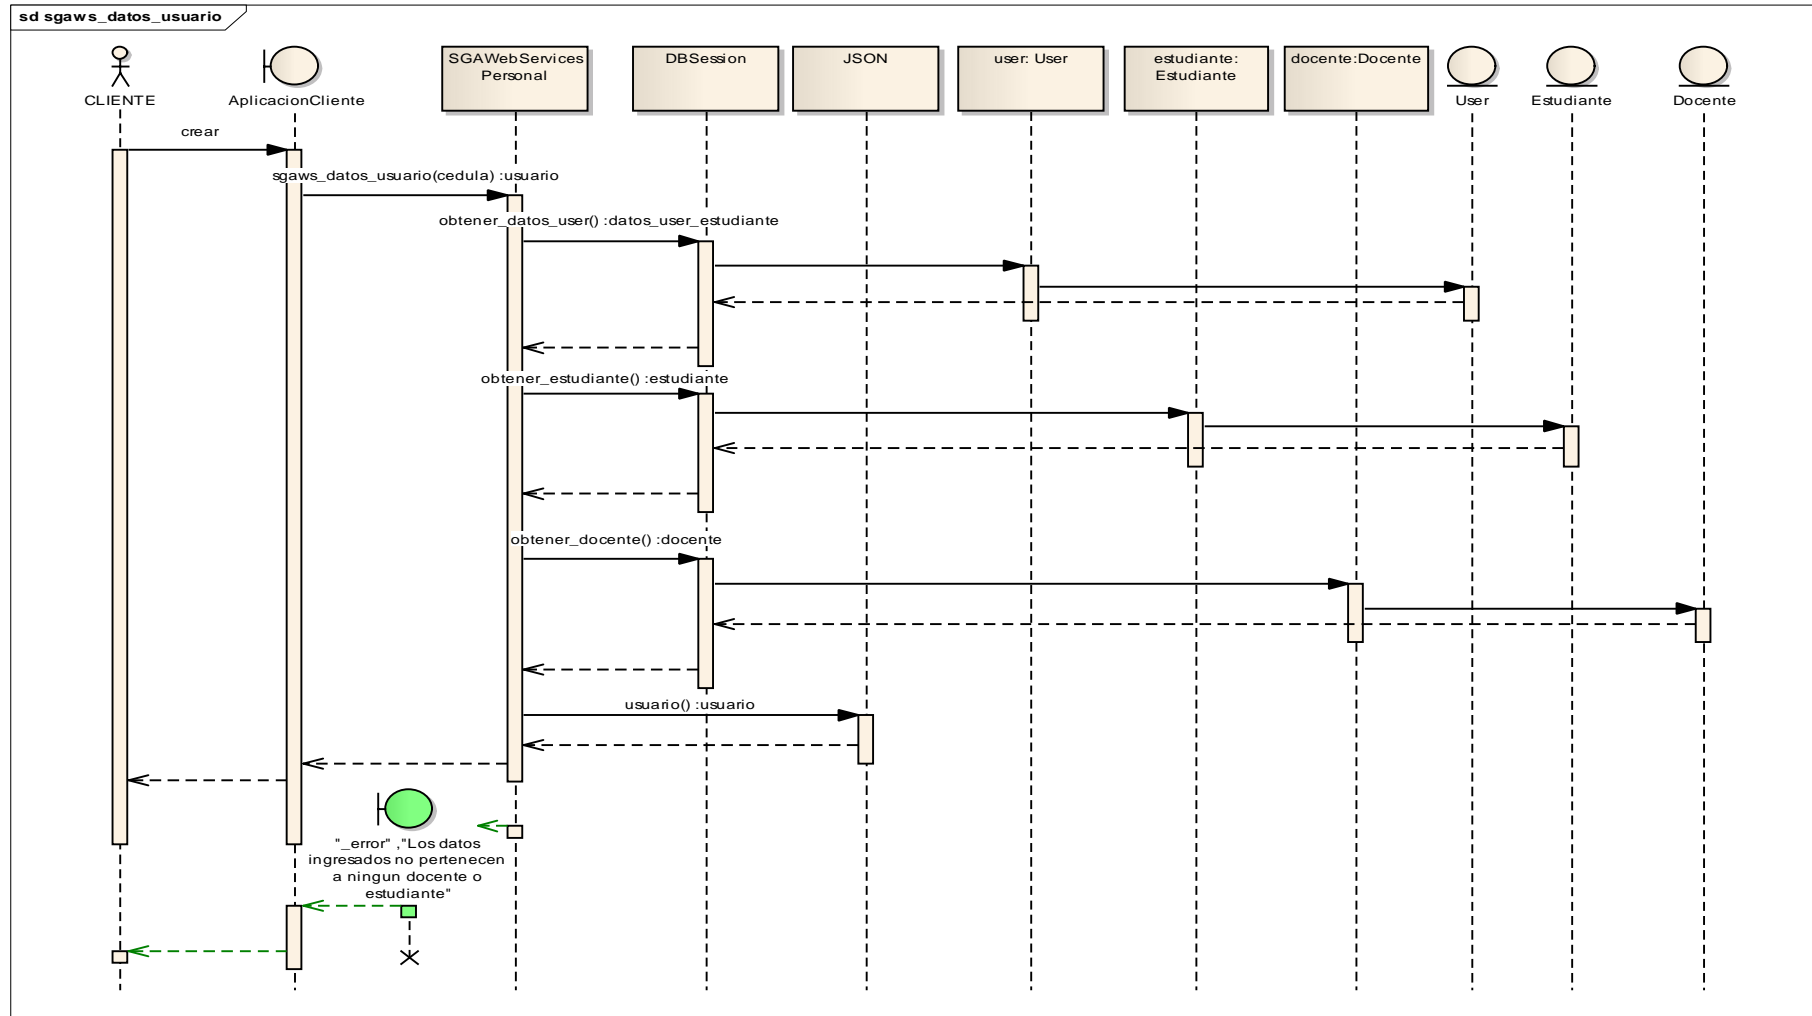 sd sgaws_datos_usuario
CLIENTE
AplicacionCliente
SGAWebServices
Personal
DBSession
JSON
user: User
estudiante:
Estudiante
docente:Docente
User
Estudiante
Docente
crear
sgaws_datos_usuario(cedula) :usuario
obtener_datos_user() :datos_user_estudiante
obtener_estudiante() :estudiante
obtener_docente() :docente
usuario() :usuario
"_error" ,"Los datos
ingresados no pertenecen
a ningun docente o
estudiante"